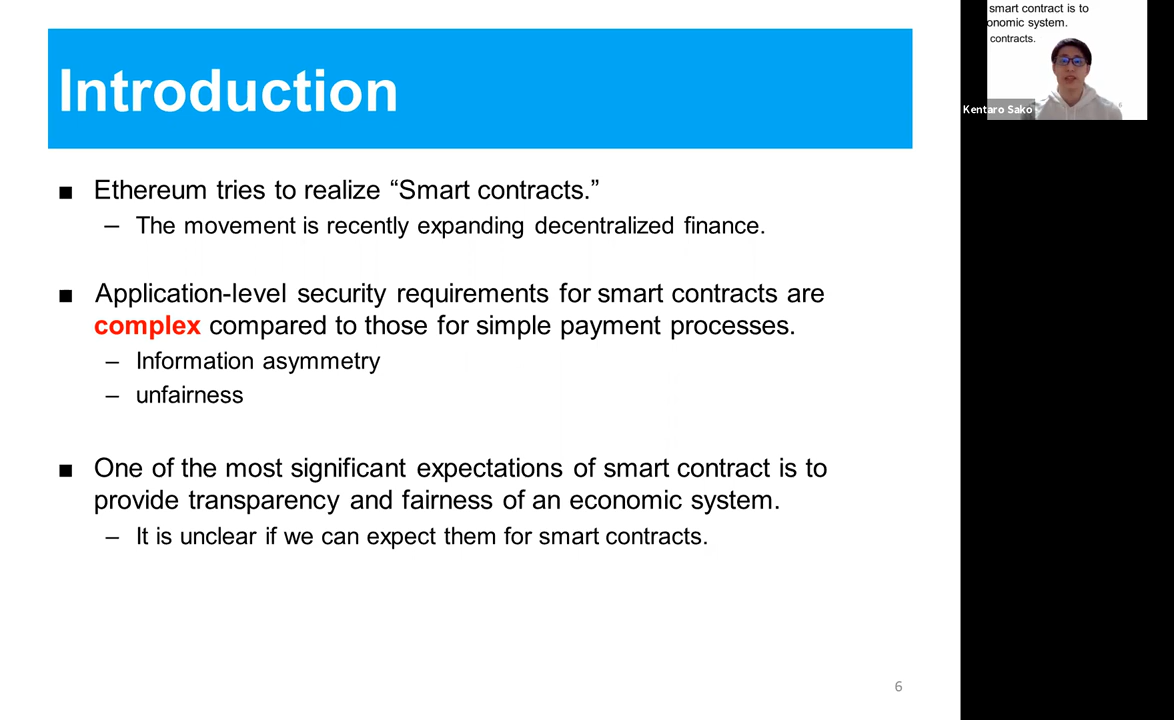 Introduction
■ Ethereum tries to realize “Smart contracts.”
– The movement is recently expanding decentralized finance.
■ Application-level security requirements for smart contracts are
complex compared to those for simple payment processes.
– Information asymmetry
– unfairness
■ One of the most significant expectations of smart contract is to
provide transparency and fairness of an economic system.
– It is unclear if we can expect them for smart contracts.
6
smart contract is to
onomic system.
contracts.
6
Kentaro Sako